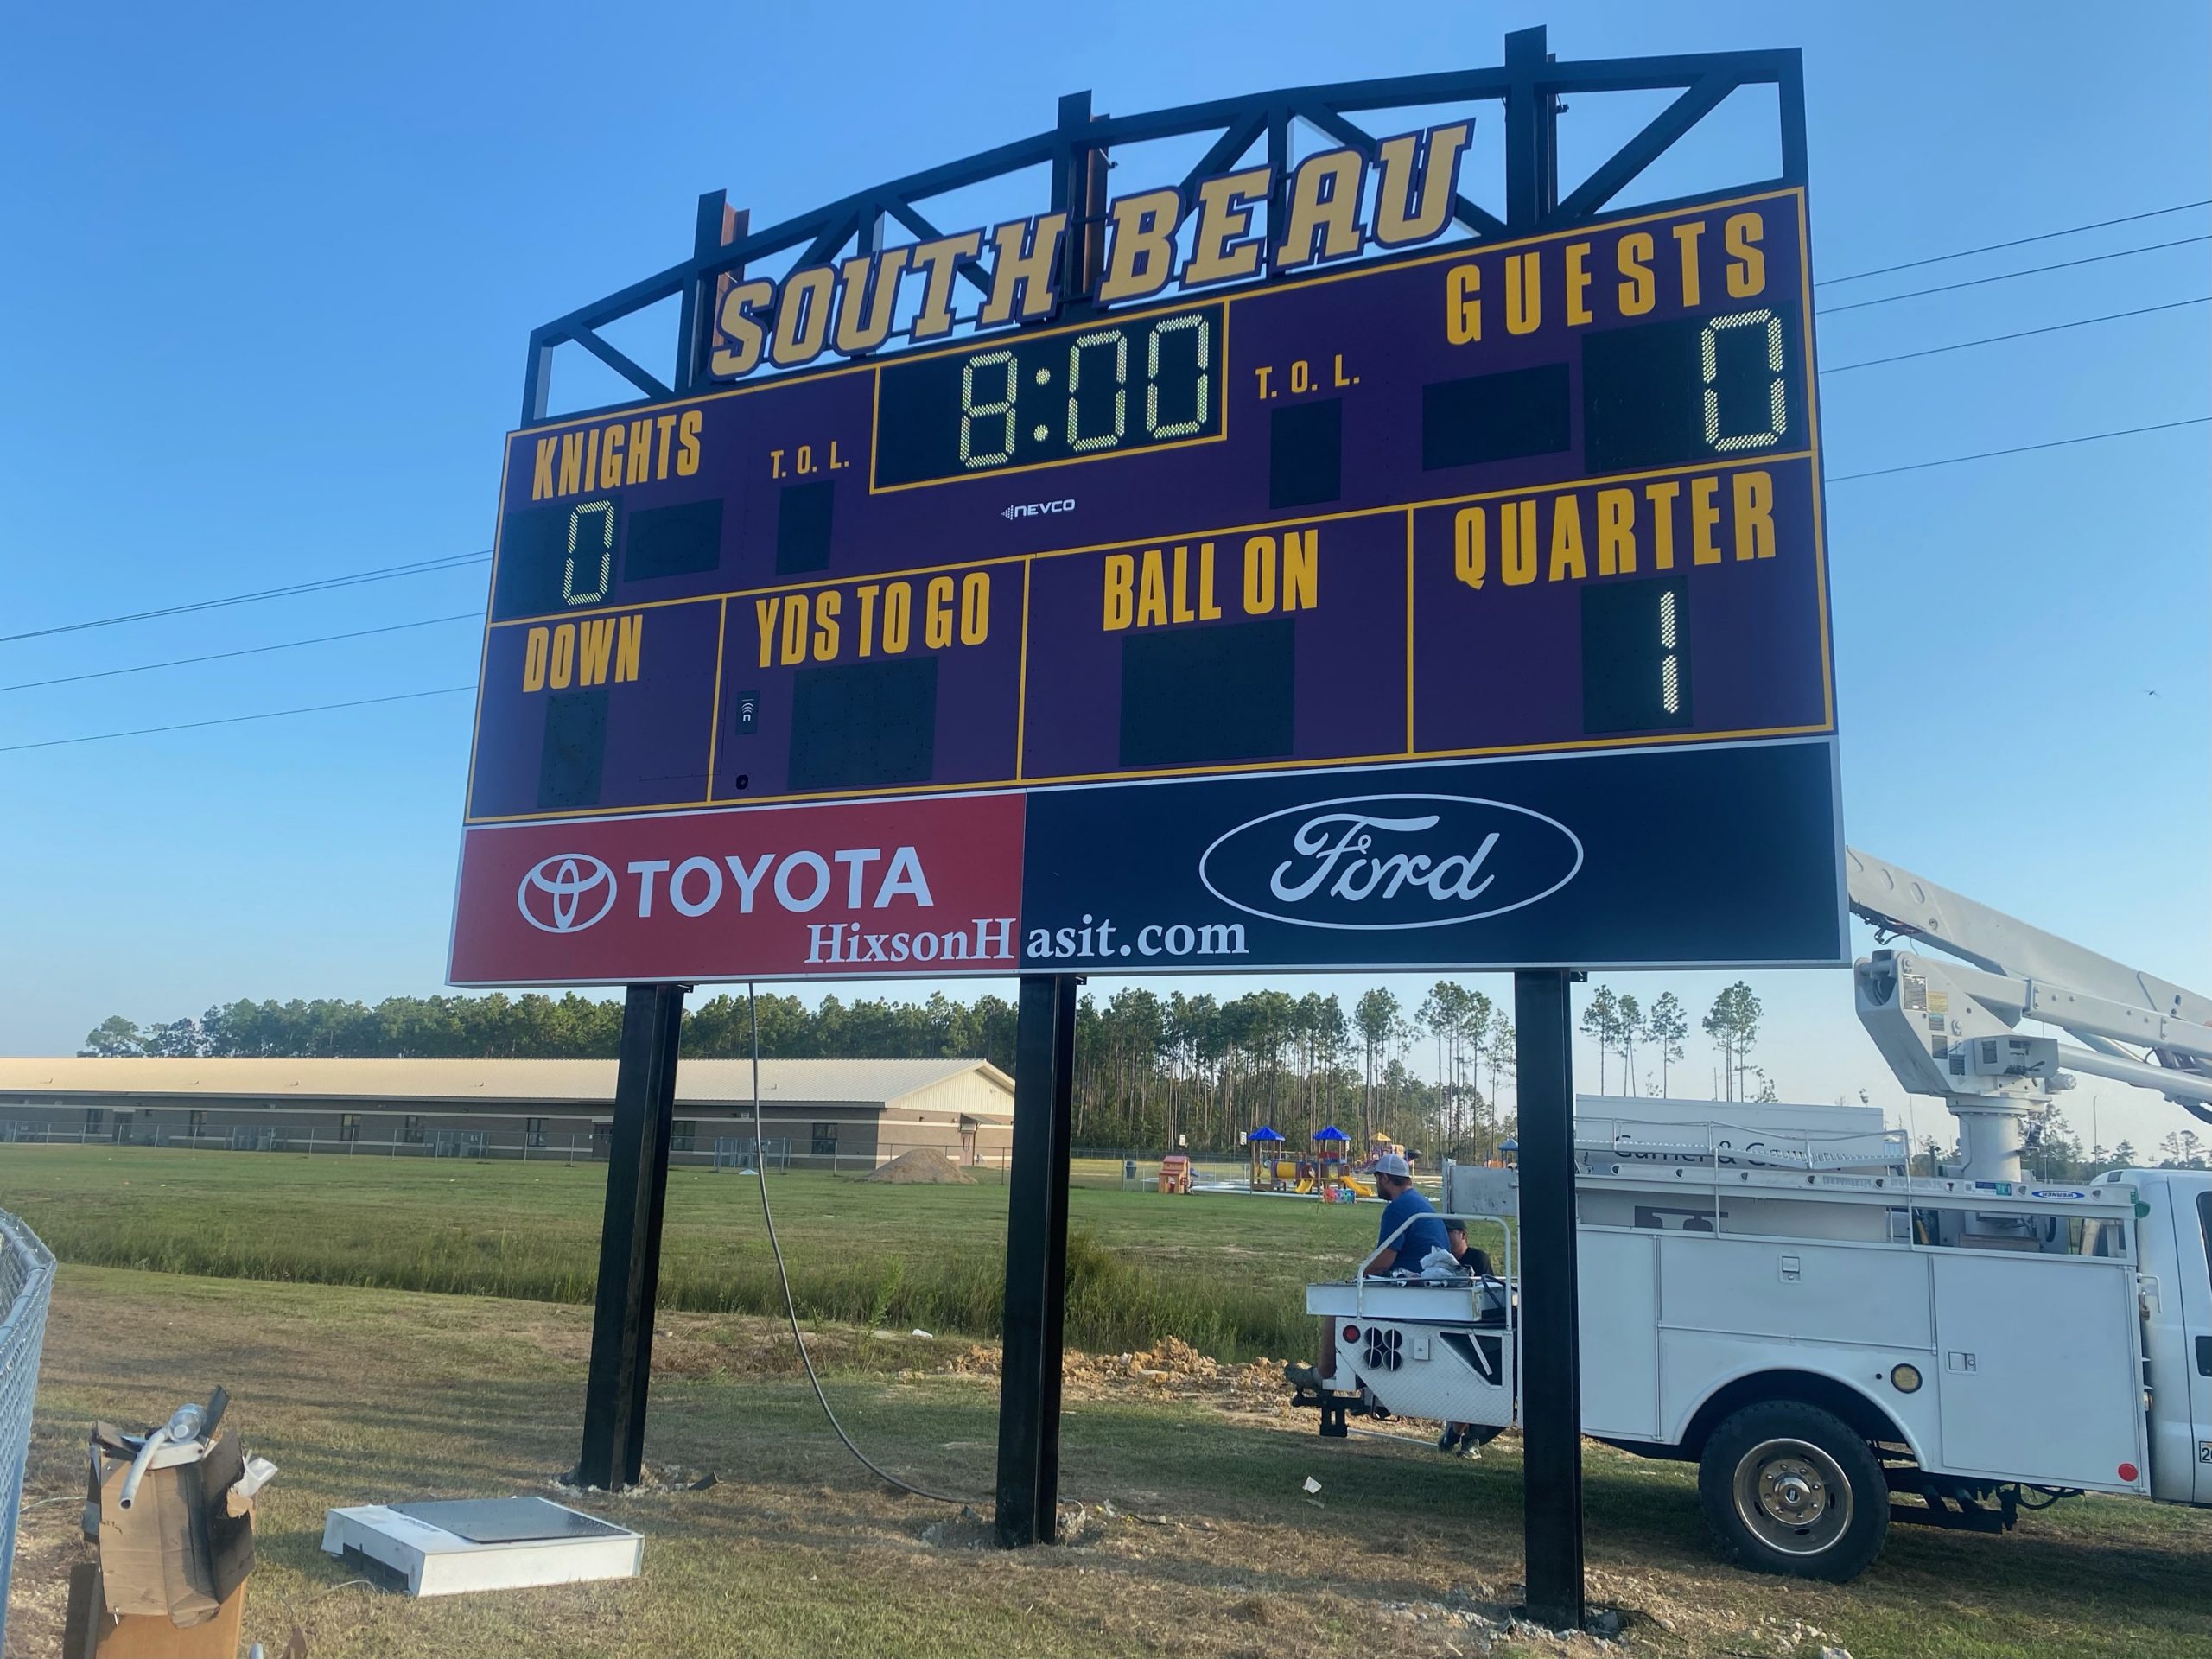 SOUTH BEAU
8:00
KNIGHTS
T. O. L.
T. O. L.
GUESTS
0
0
NEVCO
DOWN
YDS TO GO
BALL ON
QUARTER
1
TOYOTA
Ford
HixsonHasit.com
WERNER